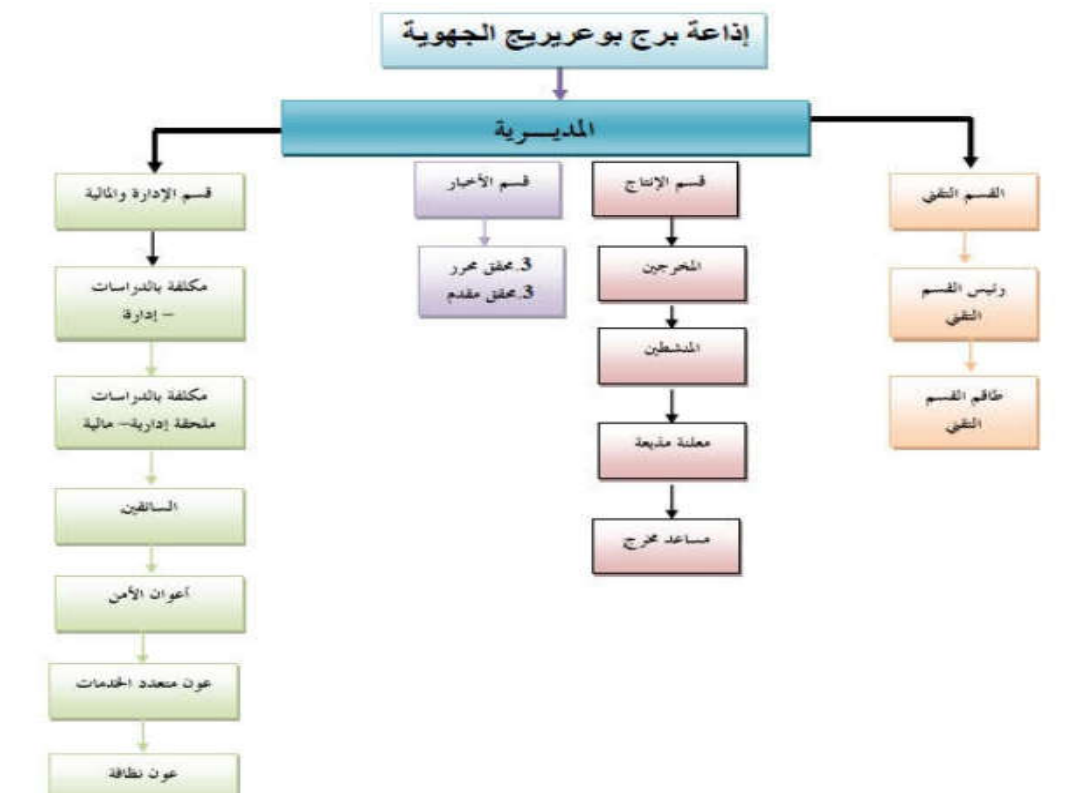 إذاعة برج بوعريريج الجهوية
المديـــرية
القسم التقني
رئيس القسم
التقني
طاقم القسم
التقني
قسم الإنتاج
المخرجين
المنشطين
معلنة مذيعة
مساعد مخرج
قسم الأخبار
3.محقق محرر
3.محقق مقدم
قسم الإدارة والمالية
مكلفة بالدراسات
– إدارة
مكلفة بالدراسات
ملحقة إدارية– مالية
السائقين
أعوان الأمن
عون متعدد الخدمات
عون نظافة